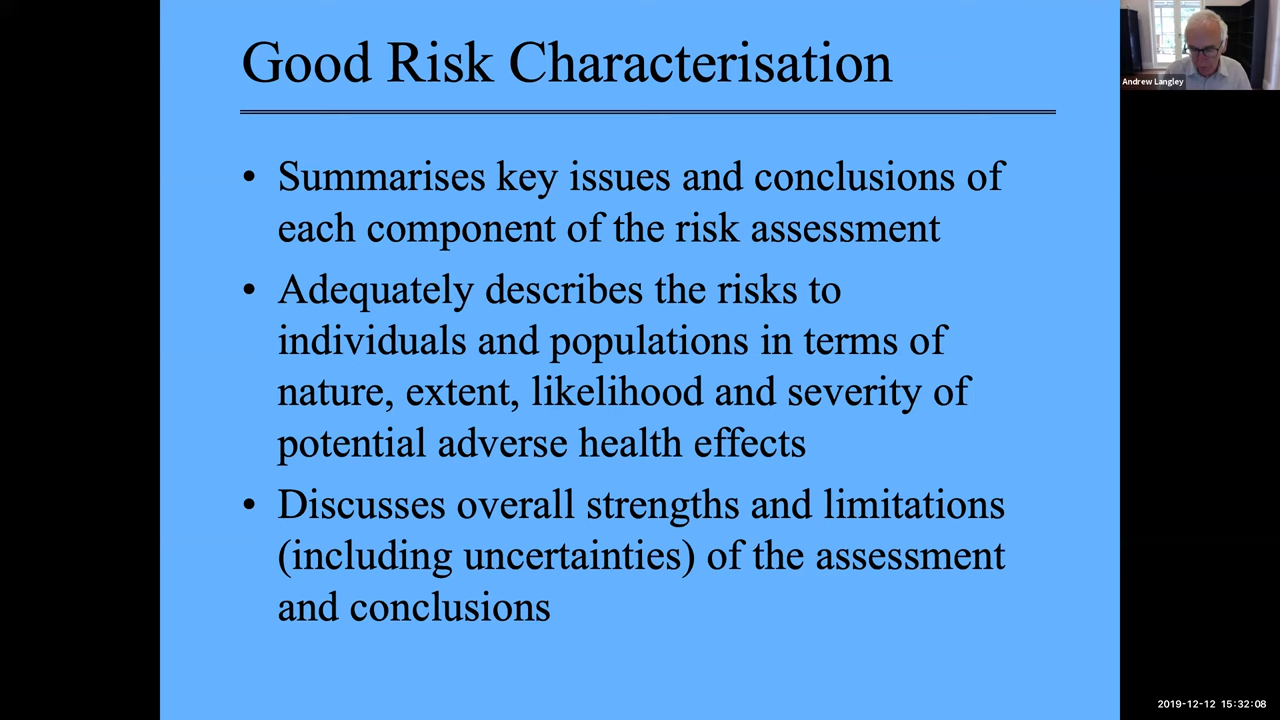 Good Risk Characterisation
Andrew Langley
• Summarises key issues and conclusions of
each component of the risk assessment
• Adequately describes the risks to
individuals and populations in terms of
nature, extent, likelihood and severity of
potential adverse health effects
• Discusses overall strengths and limitations
(including uncertainties) of the assessment
and conclusions
2019-12-12 15:32:08